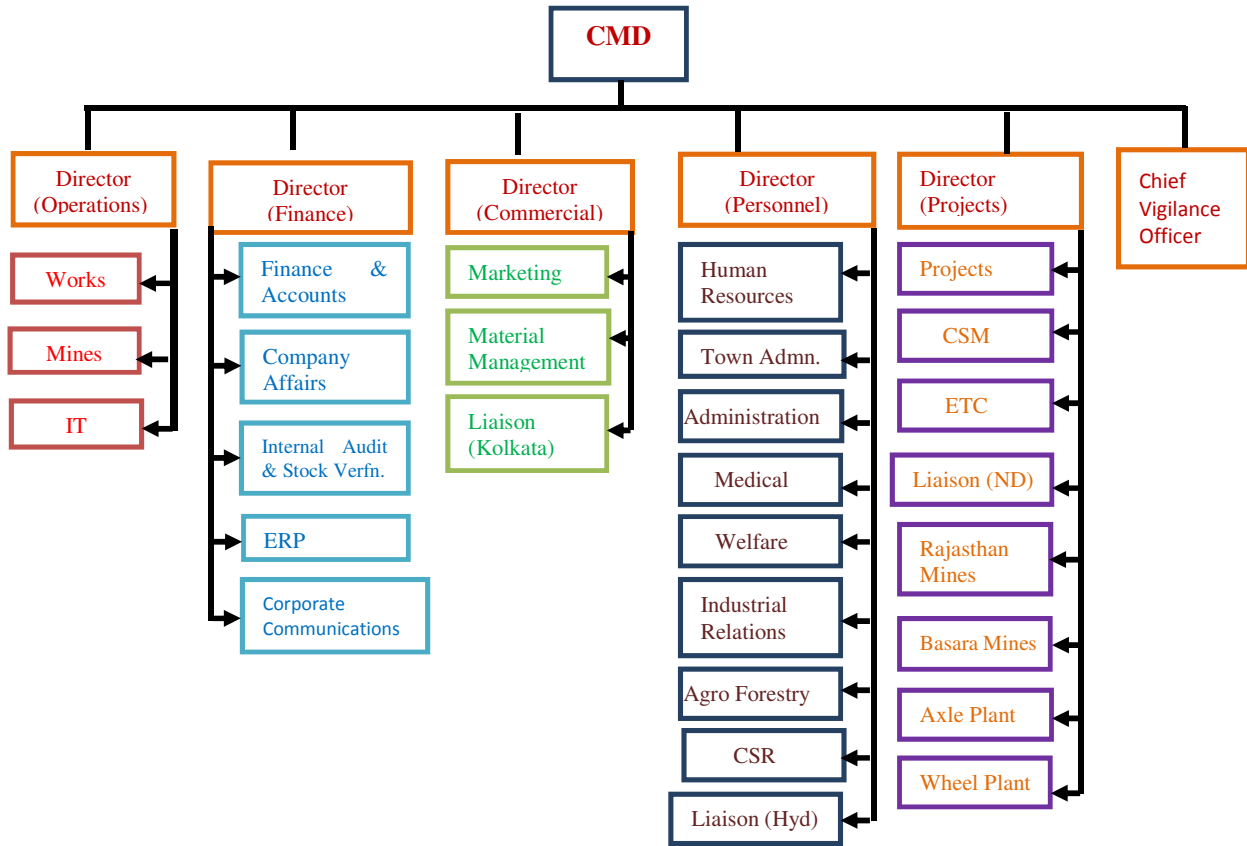 CMD
Director
(Operations)
Works
Mines
IT
Director
(Finance)
Finance &
Accounts
Company
Affairs
Internal Audit
& Stock Verfn.
ERP
Corporate
Communications
Director
(Commercial)
Marketing
Material
Management
Liaison
(Kolkata)
Director
(Personnel)
Human
Resources
Town Admn.
Administration
Medical
Welfare
Industrial
Relations
Agro Forestry
CSR
Liaison (Hyd)
Director
(Projects)
Projects
CSM
ETC
Liaison (ND)
Rajasthan
Mines
Basara Mines
Axle Plant
Wheel Plant
Chief
Vigilance
Officer